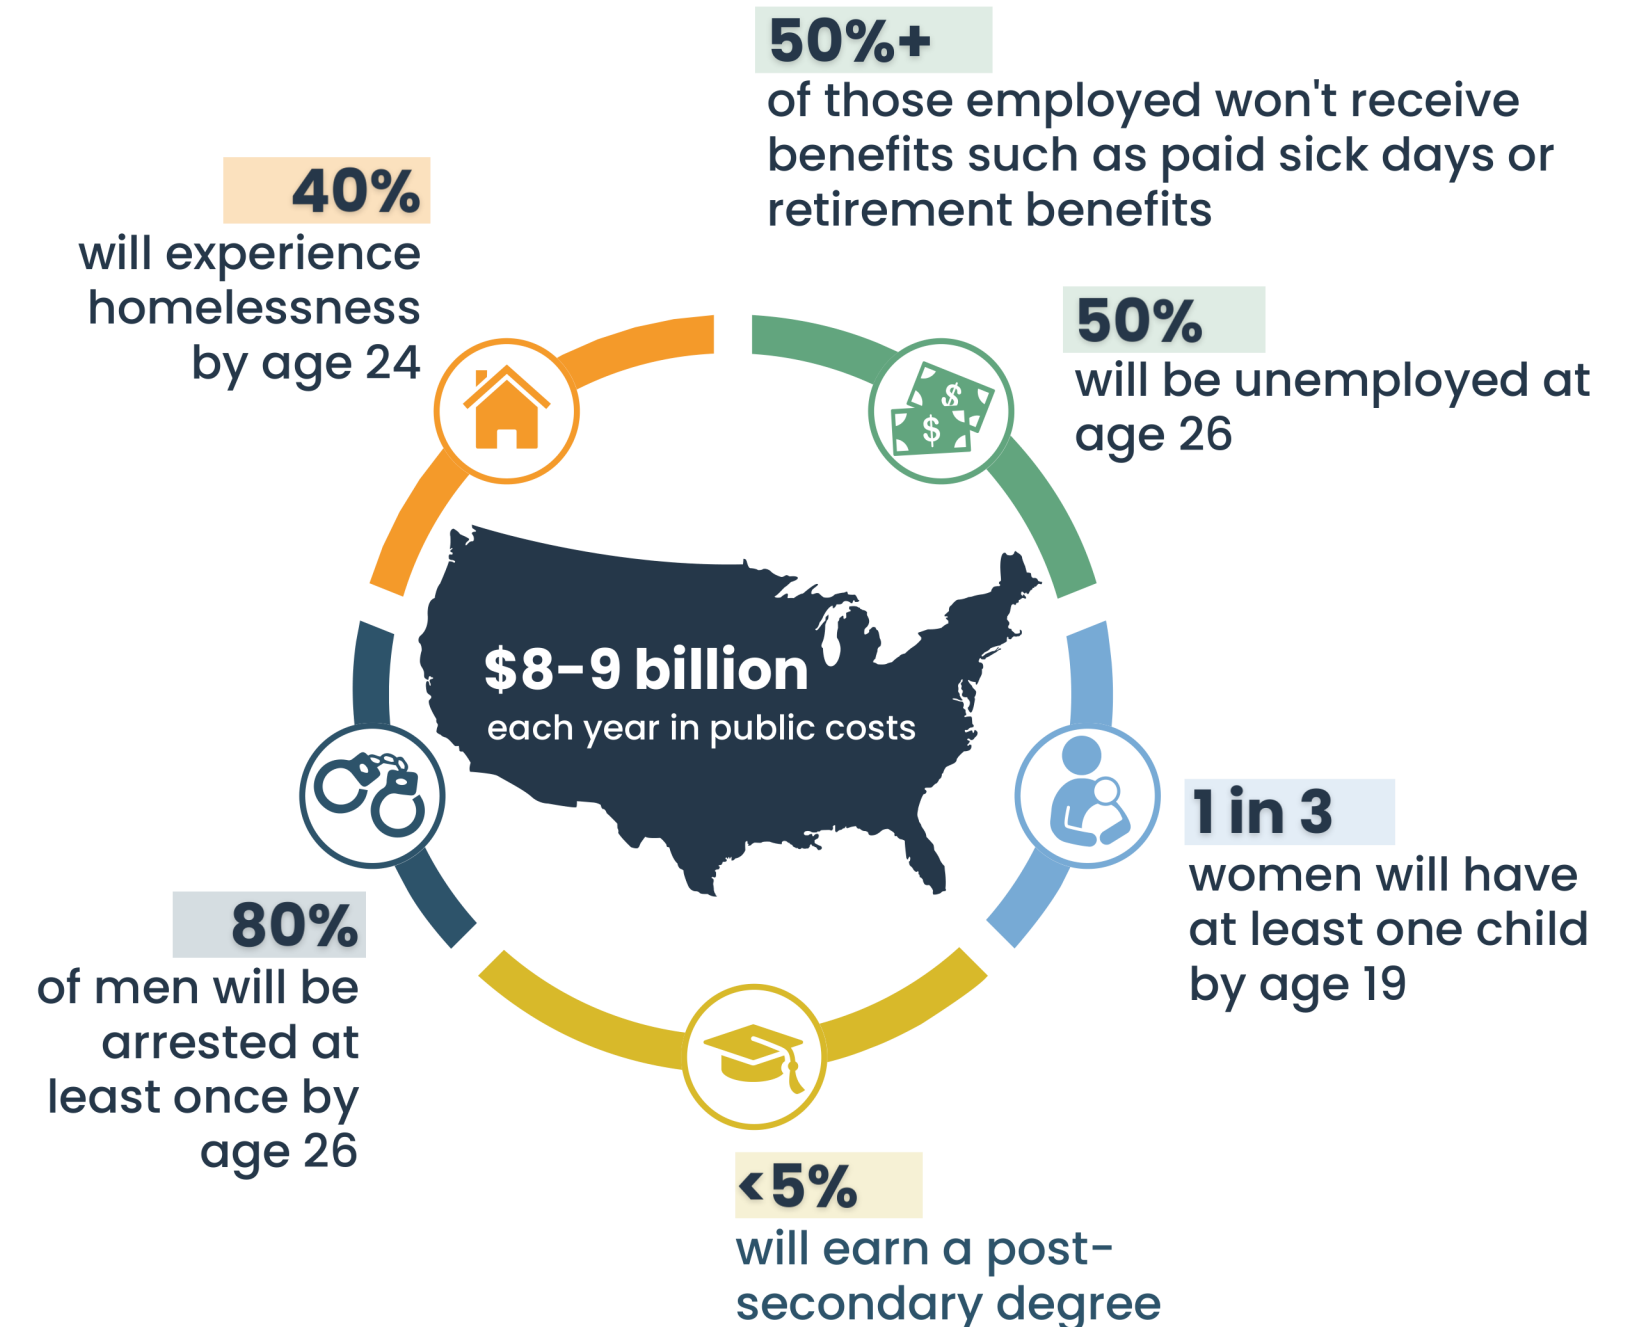 50%+
of those employed won't receive
benefits such as paid sick days or
retirement benefits
40%
will experience
homelessness
by age 24
50%
will be unemployed at
age 26
$ $
$8-9 billion
each year in public costs
1 in 3
women will have
at least one child
by age 19
80%
of men will be
arrested at
least once by
age 26
<5%
will earn a post-
secondary degree